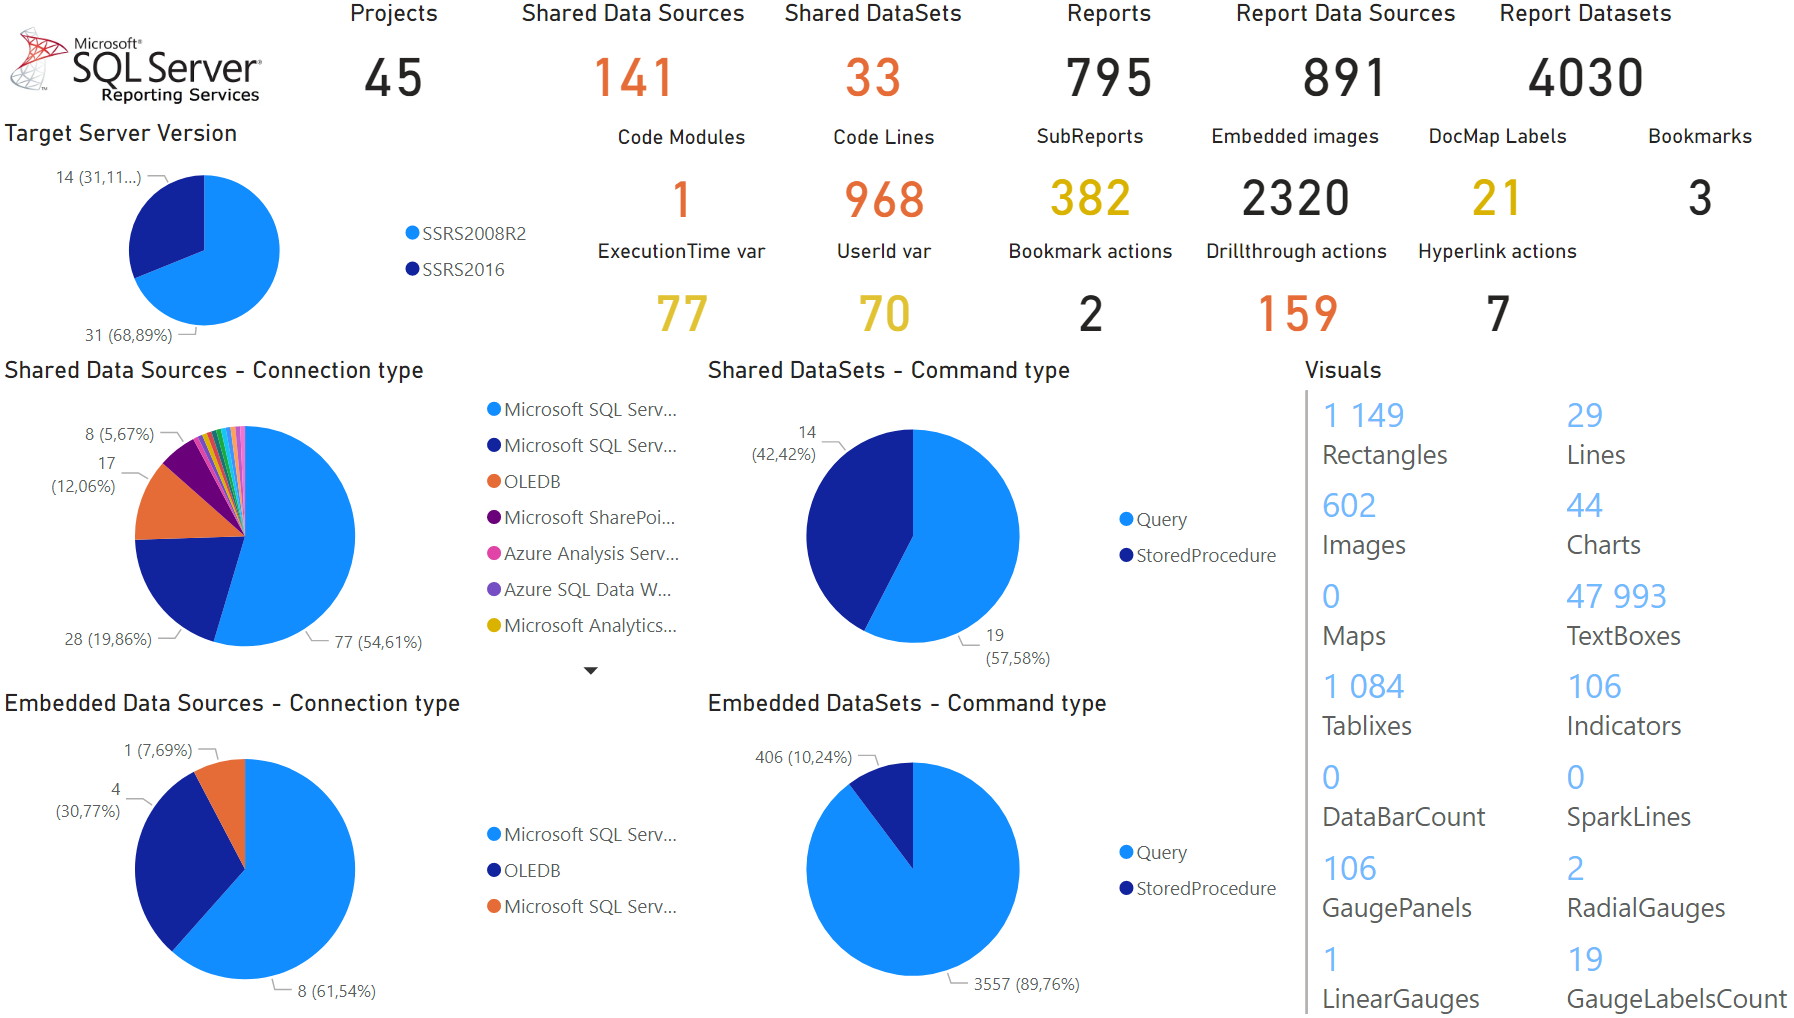 Microsoft®
SQL Server®
Reporting Services
Projects
45
Shared Data Sources
141
Shared DataSets
33
Reports
795
Report Data Sources
891
Report Datasets
4030
Code Modules
1
Code Lines
968
SubReports
382
Embedded images
2320
DocMap Labels
21
Bookmarks
3
ExecutionTime var
77
UserId var
70
Bookmark actions
2
Drillthrough actions
159
Hyperlink actions
7
Target Server Version
14 (31,11...)
31 (68,89%)
SSRS2008R2
SSRS2016
Shared Data Sources - Connection type
8 (5,67%)
17
(12,06%)
28 (19,86%)
77 (54,61%)
Microsoft SQL Serv...
Microsoft SQL Serv...
OLEDB
Microsoft SharePoi...
Azure Analysis Serv...
Azure SQL Data W...
Microsoft Analytics...
Shared DataSets - Command type
14
(42,42%)
19
(57,58%)
Query
StoredProcedure
Embedded Data Sources - Connection type
1 (7,69%)
4
(30,77%)
8 (61,54%)
Microsoft SQL Serv...
OLEDB
Microsoft SQL Serv...
Embedded DataSets - Command type
406 (10,24%)
3557 (89,76%)
Query
StoredProcedure
Visuals
1 149
Rectangles
29
Lines
602
Images
44
Charts
0
Maps
47 993
TextBoxes
1 084
Tablixes
106
Indicators
0
DataBarCount
0
SparkLines
106
GaugePanels
2
RadialGauges
1
LinearGauges
19
GaugeLabelsCount